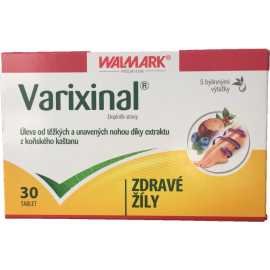 WALMARK®
PREMIUM
Varixinal®
Doplněk stravy
S bylinnými
výtažky
Úleva od těžkých a unavených nohou díky extraktu
z koňského kaštanu
30
TABLET
ZDRAVÉ
ŽÍLY